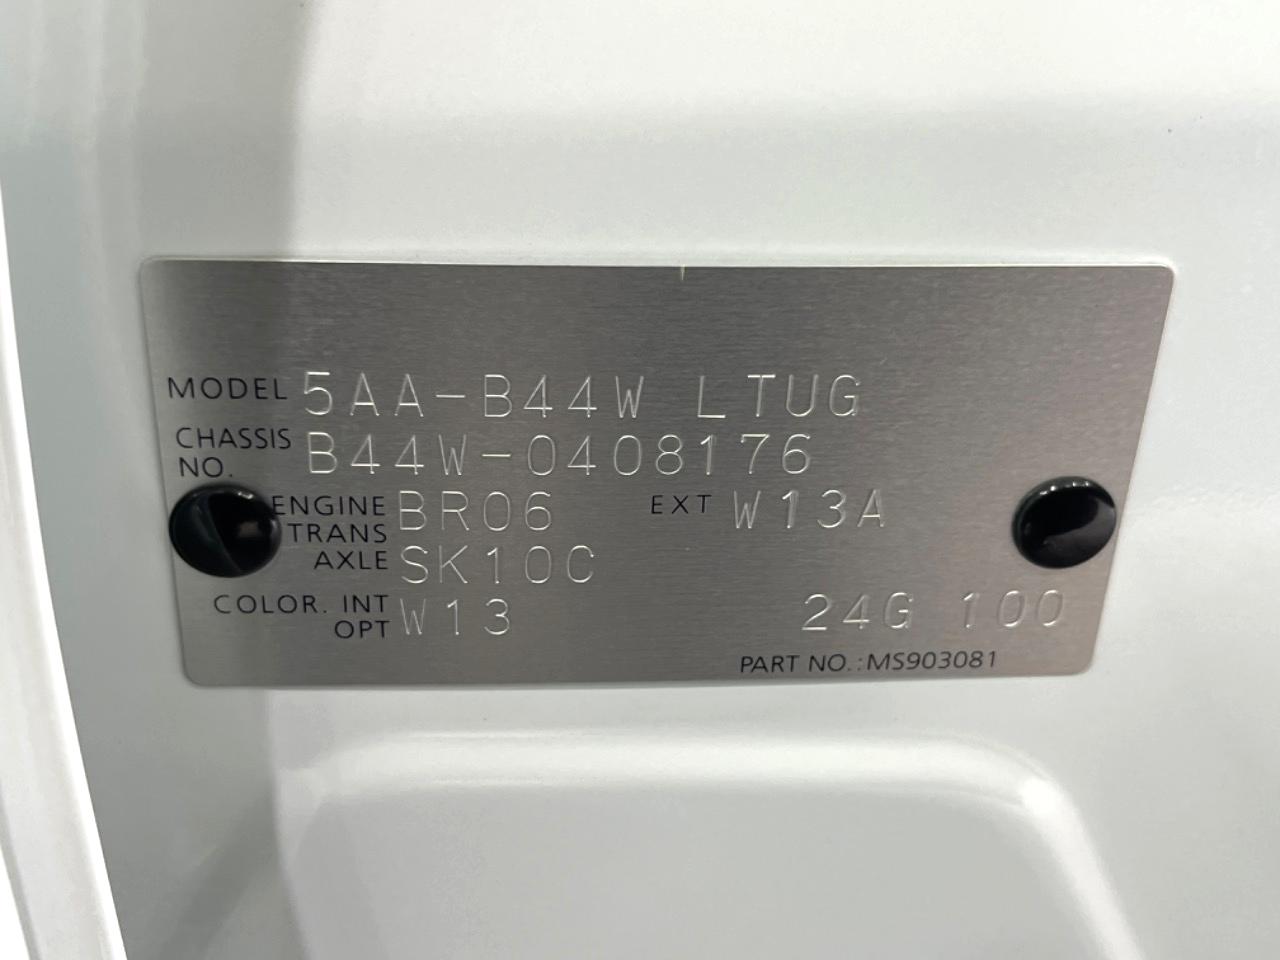 MODEL 5AA-B44W LTUG
CHASSIS NO. B44W-0408176
ENGINE BR06 EXT W13A
TRANS AXLE SK10C
COLOR. INT OPT W13 24G 100
PART NO.:MS903081